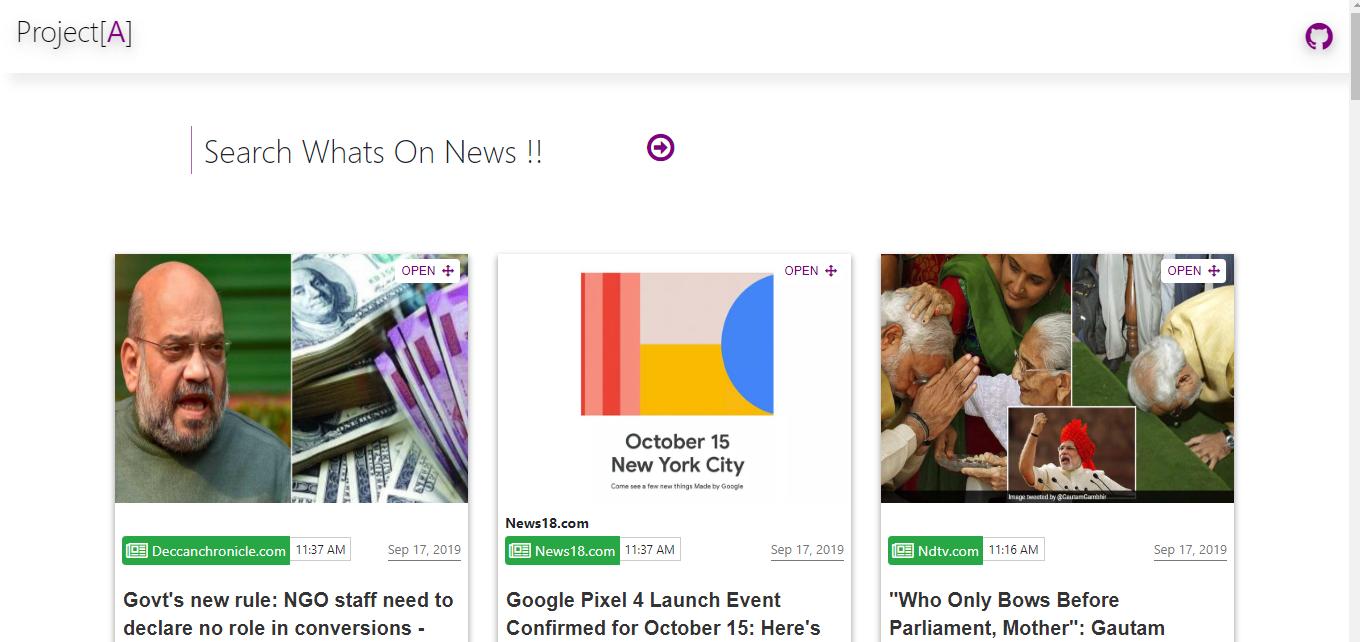 Project[A]
Search Whats On News !!
OPEN
OPEN
OPEN
October 15
New York City
Come see a few new things Made by Google
Image tweeted by @GautamGambhir
News18.com
Deccanchronicle.com 11:37 AM Sep 17, 2019
News18.com 11:37 AM Sep 17, 2019
Ndtv.com 11:16 AM Sep 17, 2019
Govt's new rule: NGO staff need to
declare no role in conversions -
Google Pixel 4 Launch Event
Confirmed for October 15: Here's
"Who Only Bows Before
Parliament, Mother": Gautam